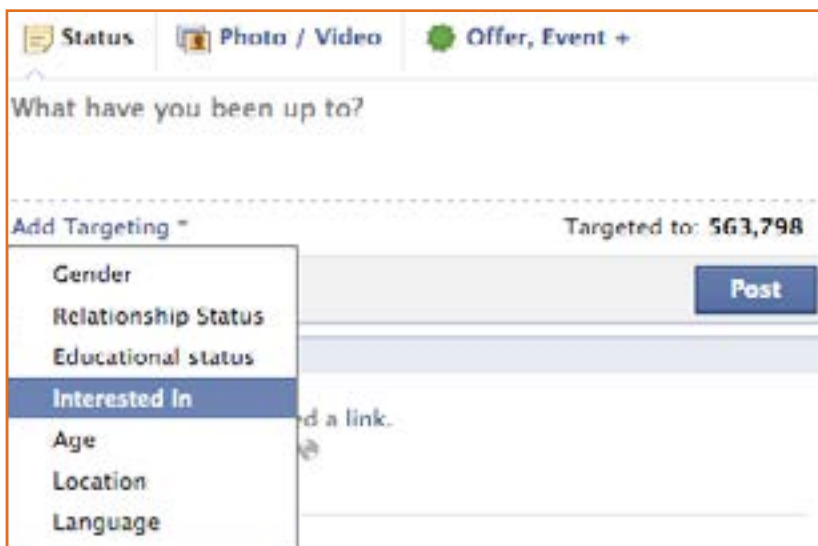 Status Photo / Video Offer, Event +
What have you been up to?
Add Targeting Targeted to: 563,798
Gender
Post
Relationship Status
Educational status
Interested In
ed a link.
Age
Location
Language